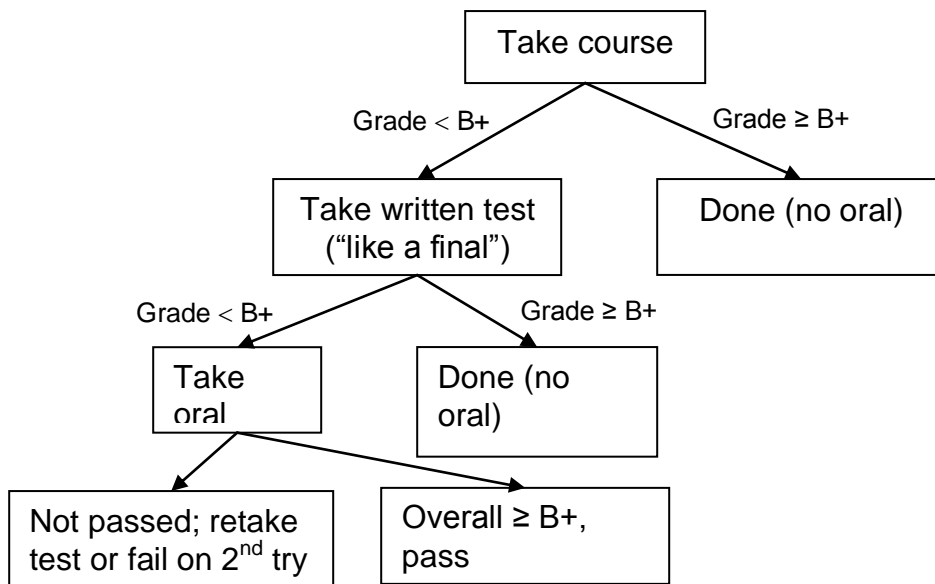 Take course
Grade < B+
Grade ≥ B+
Take written test
(“like a final”)
Done (no oral)
Grade < B+
Grade ≥ B+
Take
oral
Done (no
oral)
Not passed; retake
test or fail on 2nd try
Overall ≥ B+,
pass